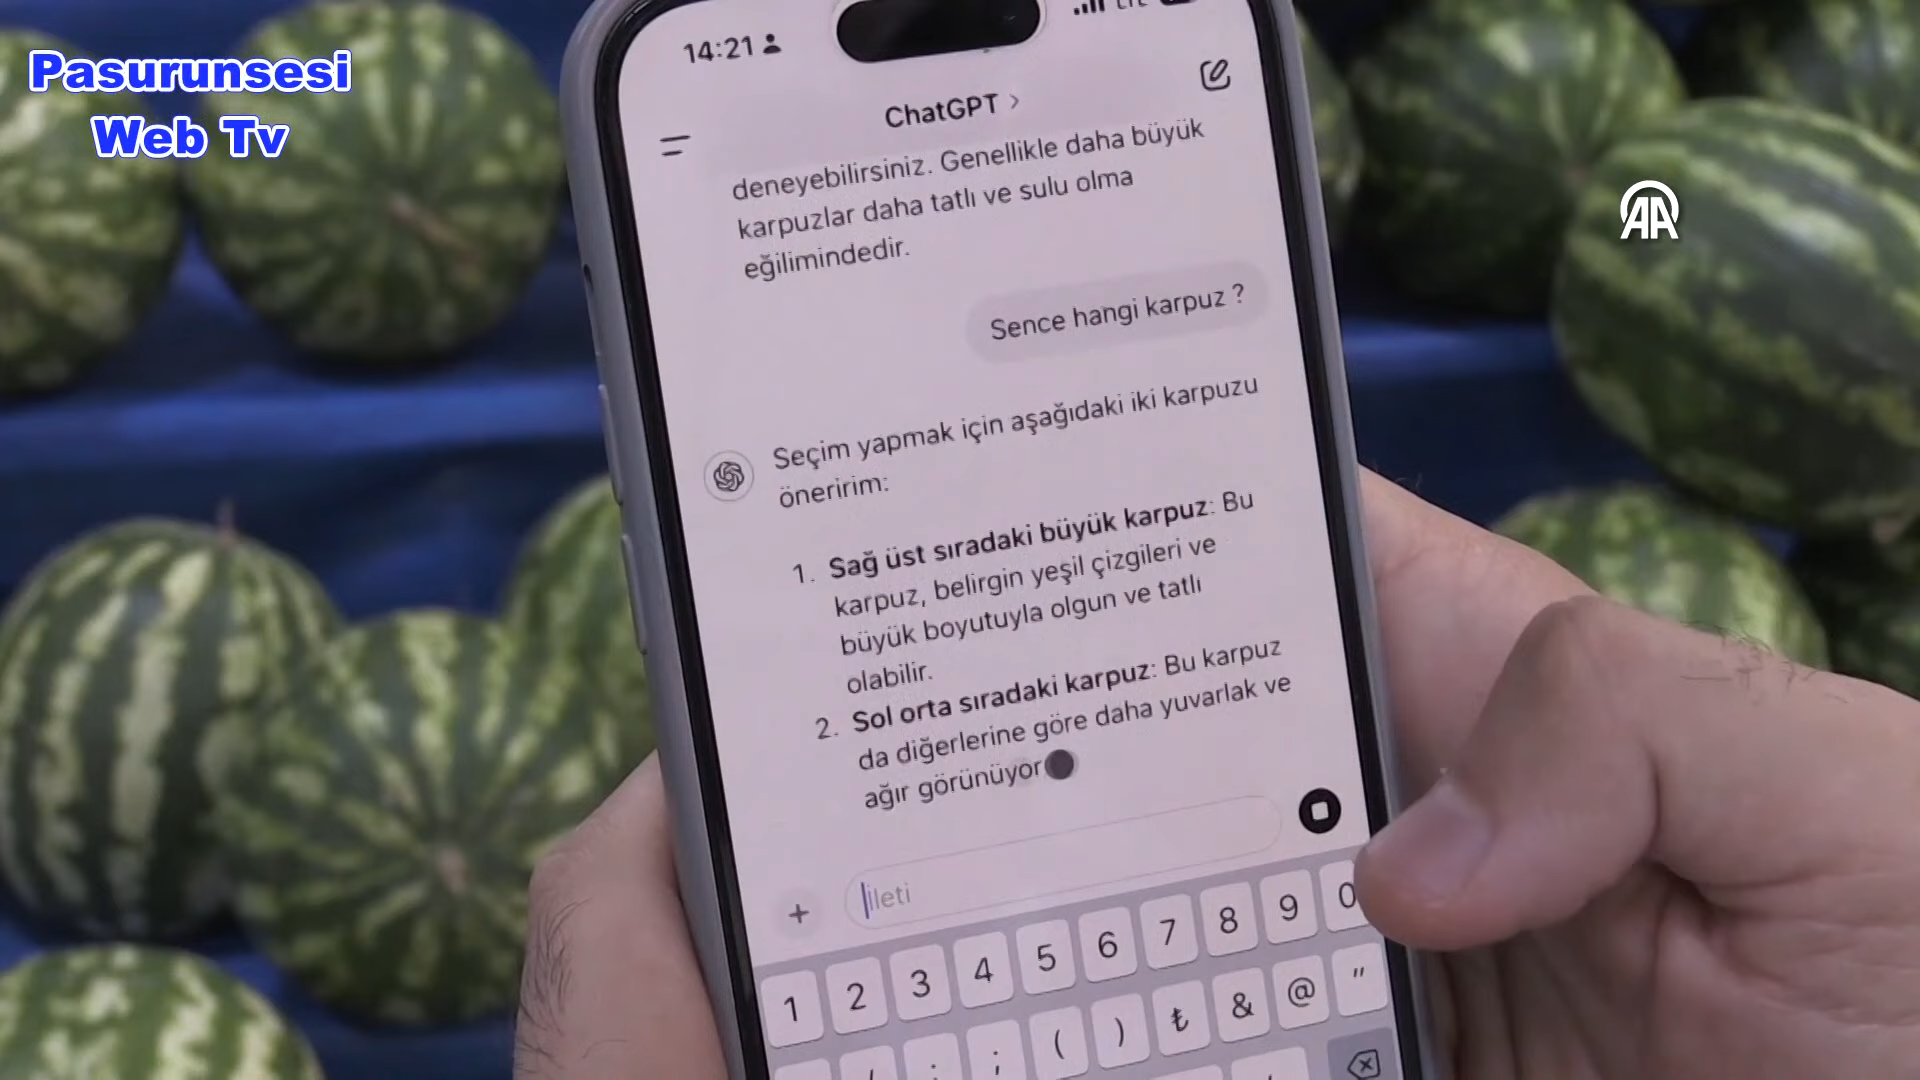 Pasurunsesi
Web Tv
14:21
ChatGPT >
deneyebilirsiniz. Genellikle daha büyük
karpuzlar daha tatlı ve sulu olma
eğilimindedir.
AA
Sence hangi karpuz ?
Seçim yapmak için aşağıdaki iki karpuzu
öneririm:
1. Sağ üst sıradaki büyük karpuz: Bu
karpuz, belirgin yeşil çizgileri ve
büyük boyutuyla olgun ve tatlı
olabilir.
2. Sol orta sıradaki karpuz: Bu karpuz
da diğerlerine göre daha yuvarlak ve
ağır görünüyor
İleti
1 2 3 4 5 6 7 8 9 0
/ : ; ( ) ₺ & @ "